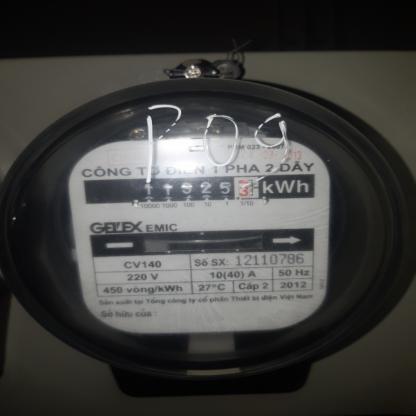 P09
CÔNG TƠ ĐIỆN 1 PHA 2 DÂY
11925 3 kWh
10000 1000 100 10 1 1/10
GELEX EMIC
CV140 Số SX: 12110786
220 V 10(40) A 50 Hz
450 vòng/kWh 27°C Cấp 2 2012
Sản xuất tại Tổng công ty cổ phần Thiết bị điện Việt Nam
Sở hữu của :